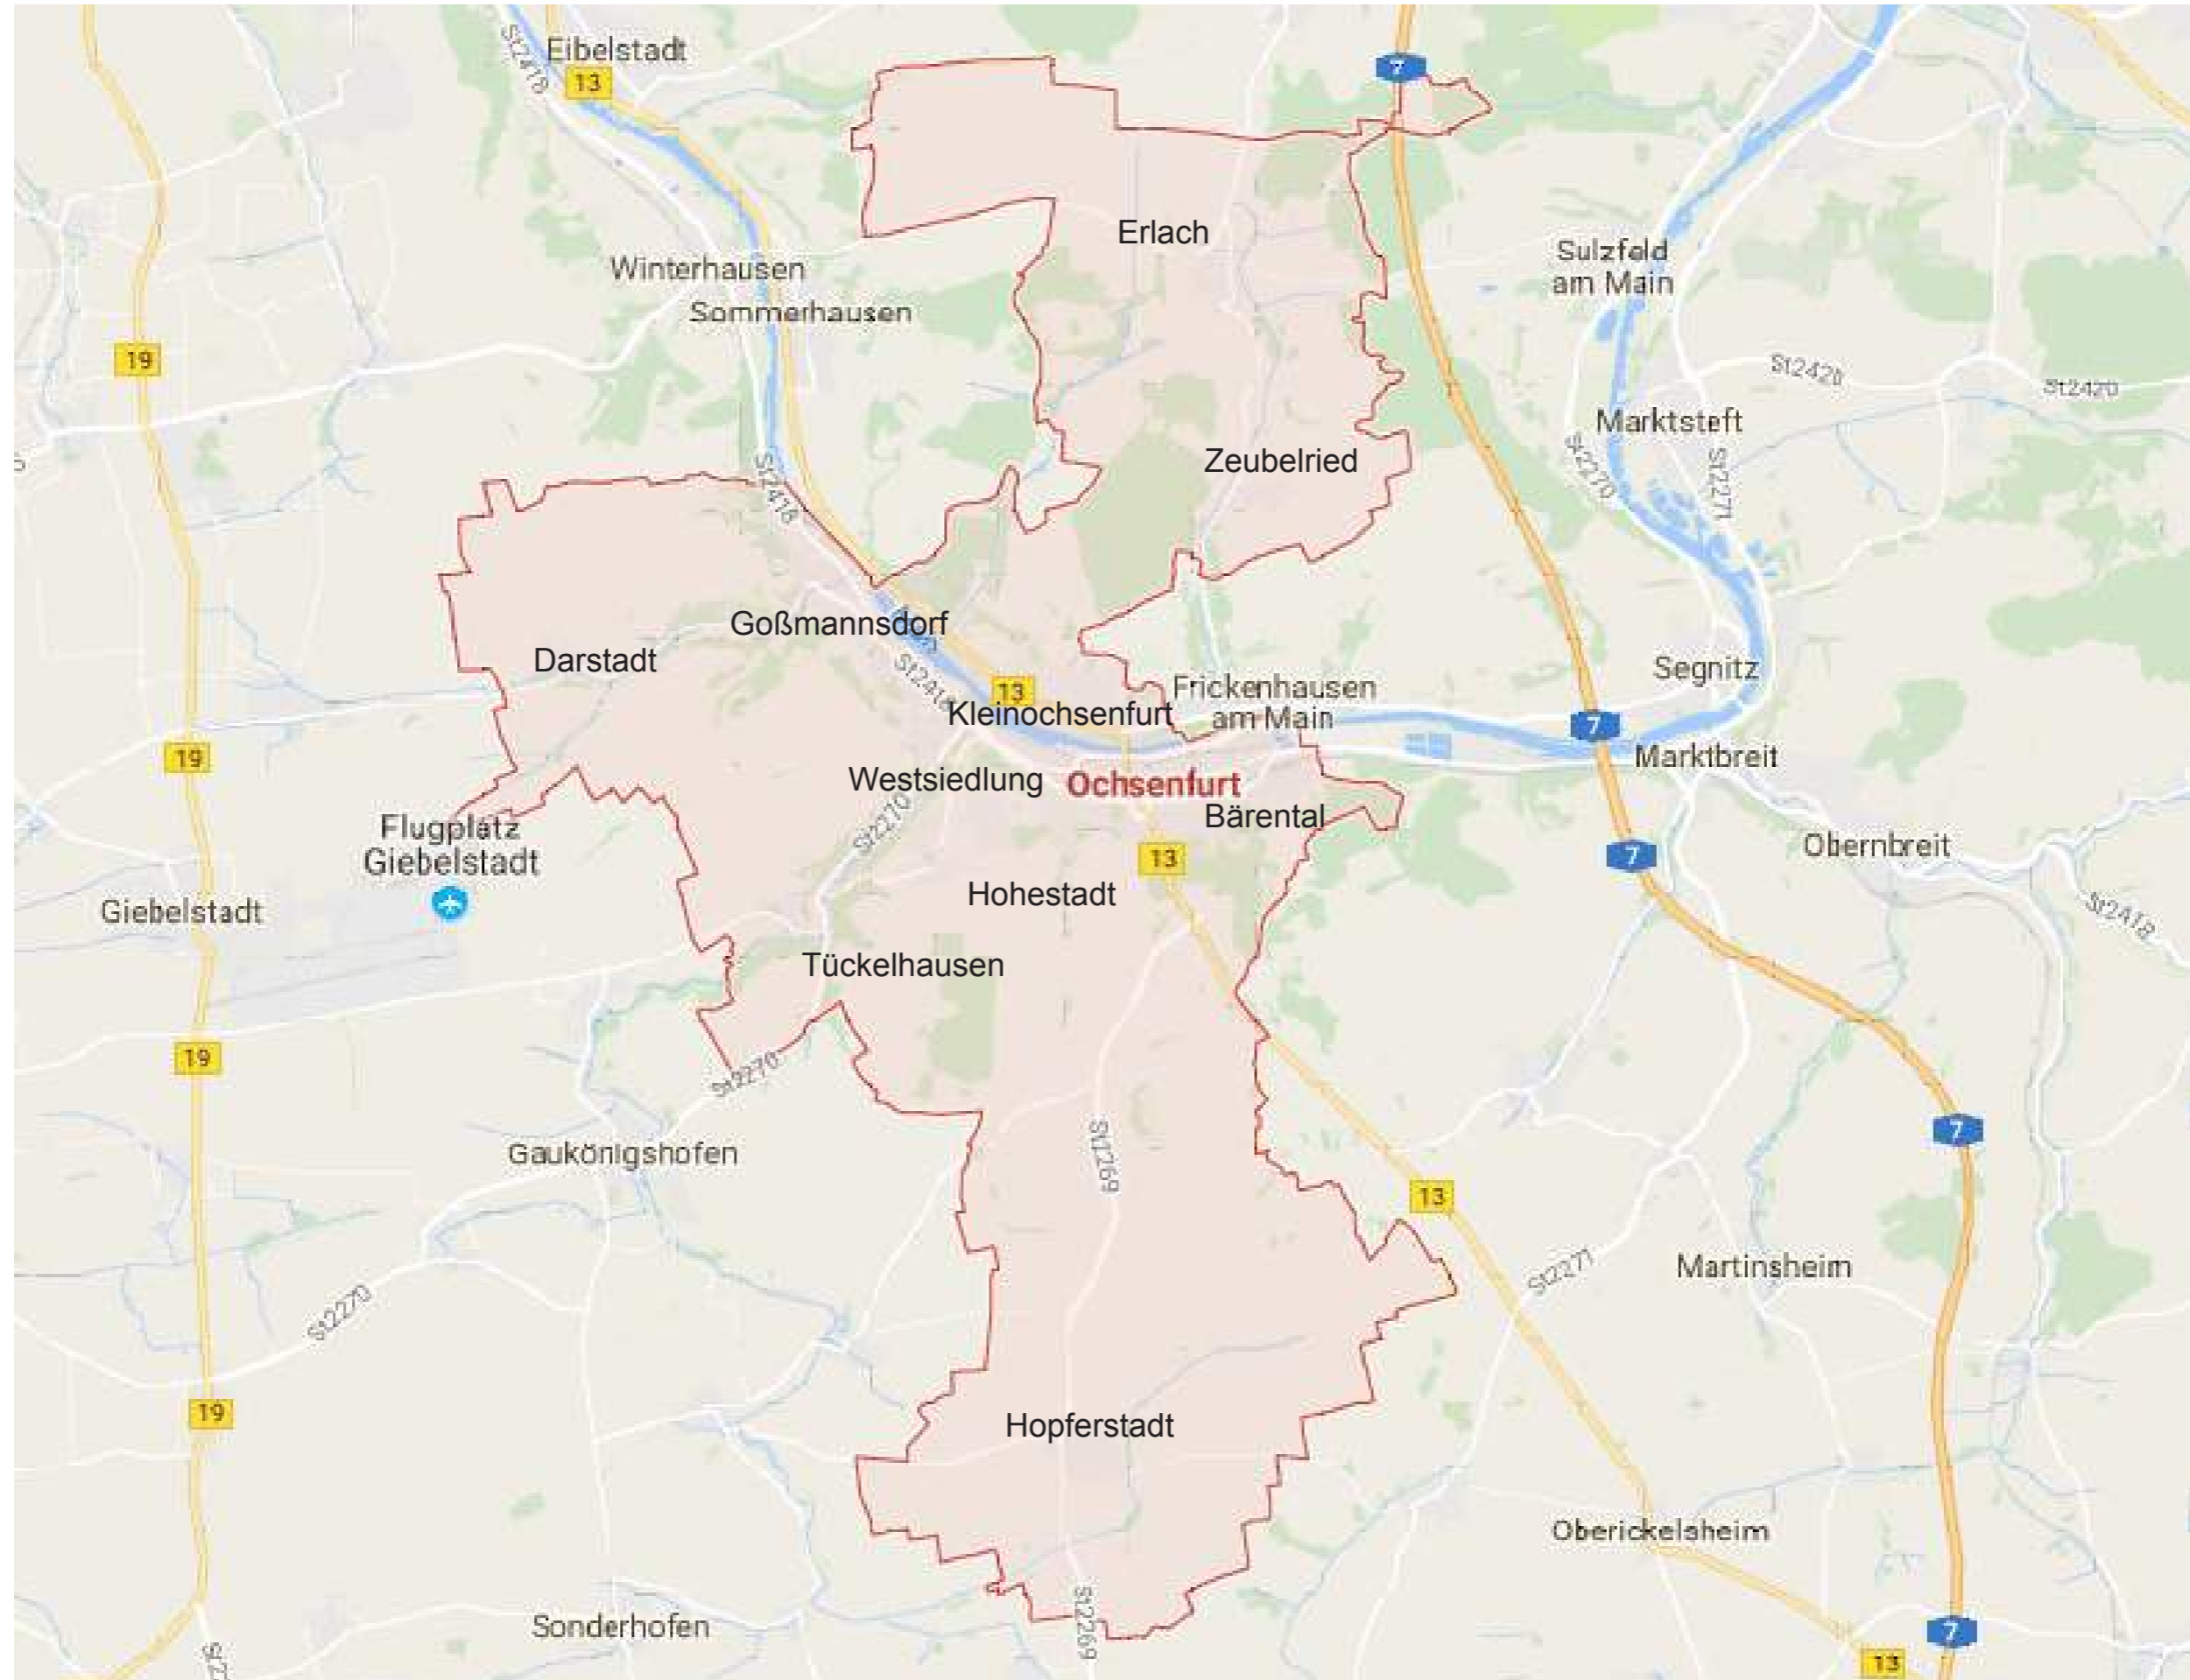 Eibelstadt
St2418
13
7
Erlach
Winterhausen
Sommerhausen
Sulzfeld
am Main
19
St2420
St2420
Marktsteft
St2270
St2271
Zeubelried
St2418
Goßmannsdorf
Darstadt
St2418
13
Kleinochsenfurt
Frickenhausen
am Main
Segnitz
7
19
Marktbreit
Westsiedlung
Ochsenfurt
Bärental
St2270
Flugplatz
Giebelstadt
13
7
Obernbreit
Hohestadt
Giebelstadt
St2418
Tückelhausen
19
St2270
Gaukönigshofen
St2269
7
13
Martinsheim
St2271
St2270
19
Hopferstadt
Oberickelsheim
Sonderhofen
St2269
7
13